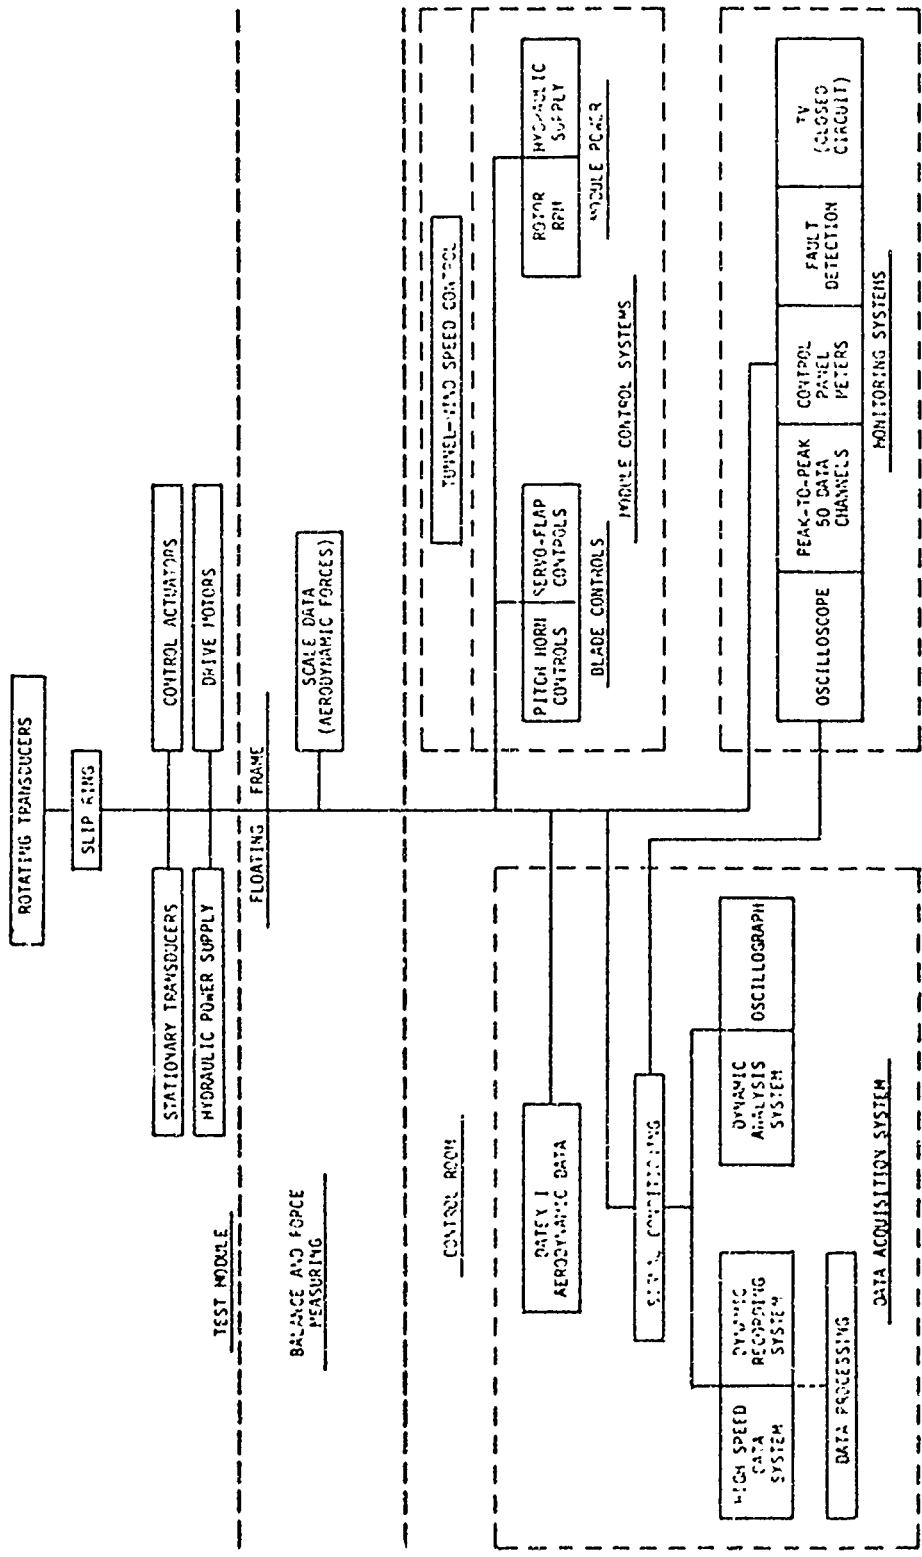 ROTATING TRANSDUCERS
SLIP RING
STATIONARY TRANSDUCERS
CONTROL ACTUATORS
HYDRAULIC POWER SUPPLY
DRIVE MOTORS
TEST MODULE
FLOATING FRAME
BALANCE AND FORCE
MEASURING
SCALE DATA
(AERODYNAMIC FORCES)
CONTROL ROOM
TUNNEL-WIND SPEED CONTROL
DATEX I
AERODYNAMIC DATA
PITCH HORN
CONTROLS
SERVO-FLAP
CONTROLS
BLADE CONTROLS
ROTOR
RPM
HYDRAULIC
SUPPLY
MODULE POWER
MODULE CONTROL SYSTEMS
SIGNAL CONDITIONING
HIGH SPEED
DATA
SYSTEM
DYNAMIC
RECORDING
SYSTEM
DYNAMIC
ANALYSIS
SYSTEM
OSCILLOGRAPH
DATA PROCESSING
DATA ACQUISITION SYSTEM
OSCILLOSCOPE
PEAK-TO-PEAK
50 DATA
CHANNELS
CONTROL
PANEL
METERS
FAULT
DETECTION
TV
(CLOSED
CIRCUIT)
MONITORING SYSTEMS